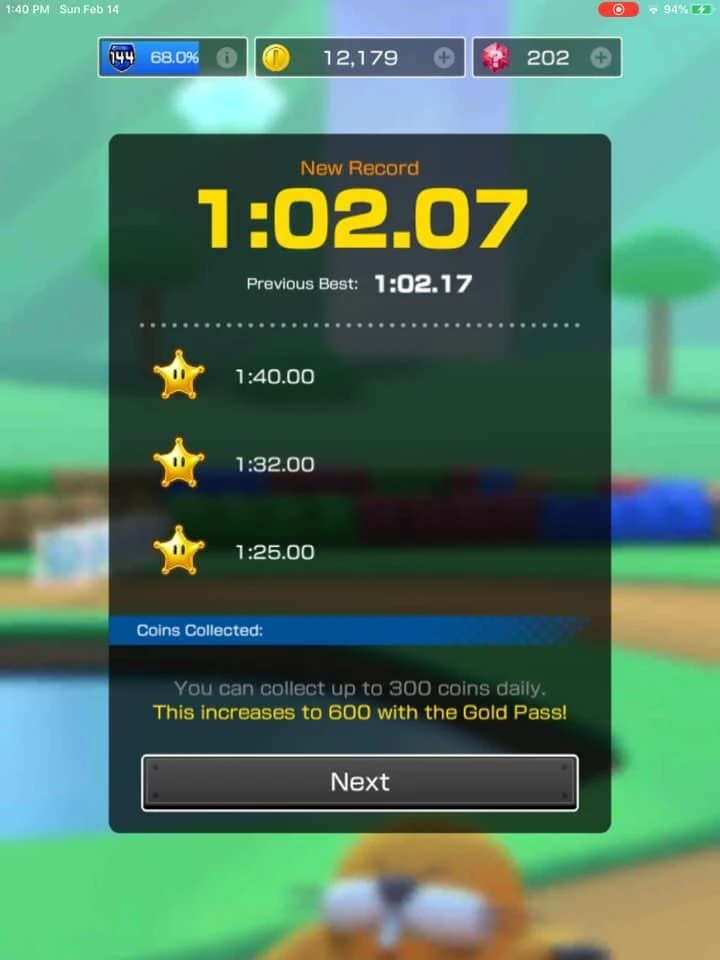 1:40 PM Sun Feb 14
94%
144 68.0% i
12,179 +
? 202 +
New Record
1:02.07
Previous Best: 1:02.17
1:40.00
1:32.00
1:25.00
Coins Collected:
You can collect up to 300 coins daily.
This increases to 600 with the Gold Pass!
Next